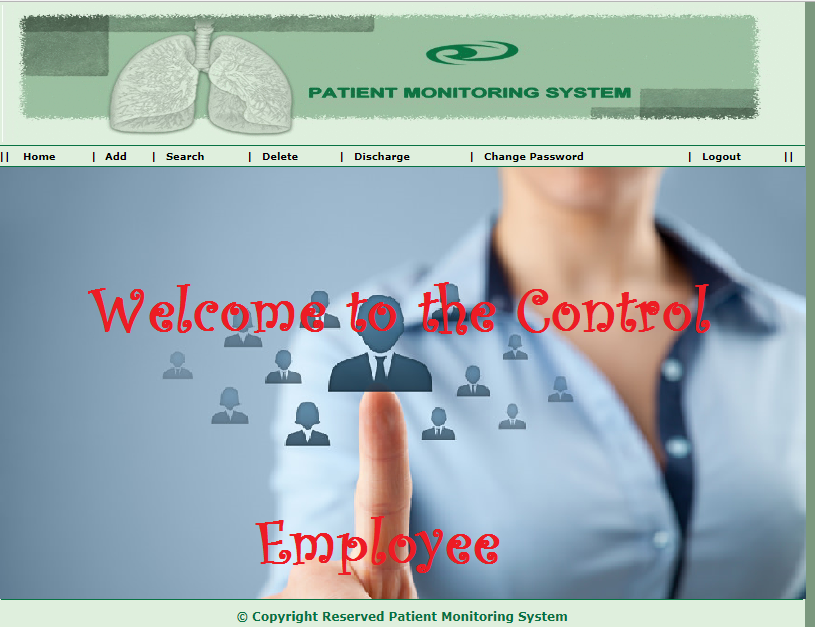 PATIENT MONITORING SYSTEM
|| Home | Add | Search | Delete | Discharge | Change Password | Logout ||
Welcome to the Control
Employee
© Copyright Reserved Patient Monitoring System